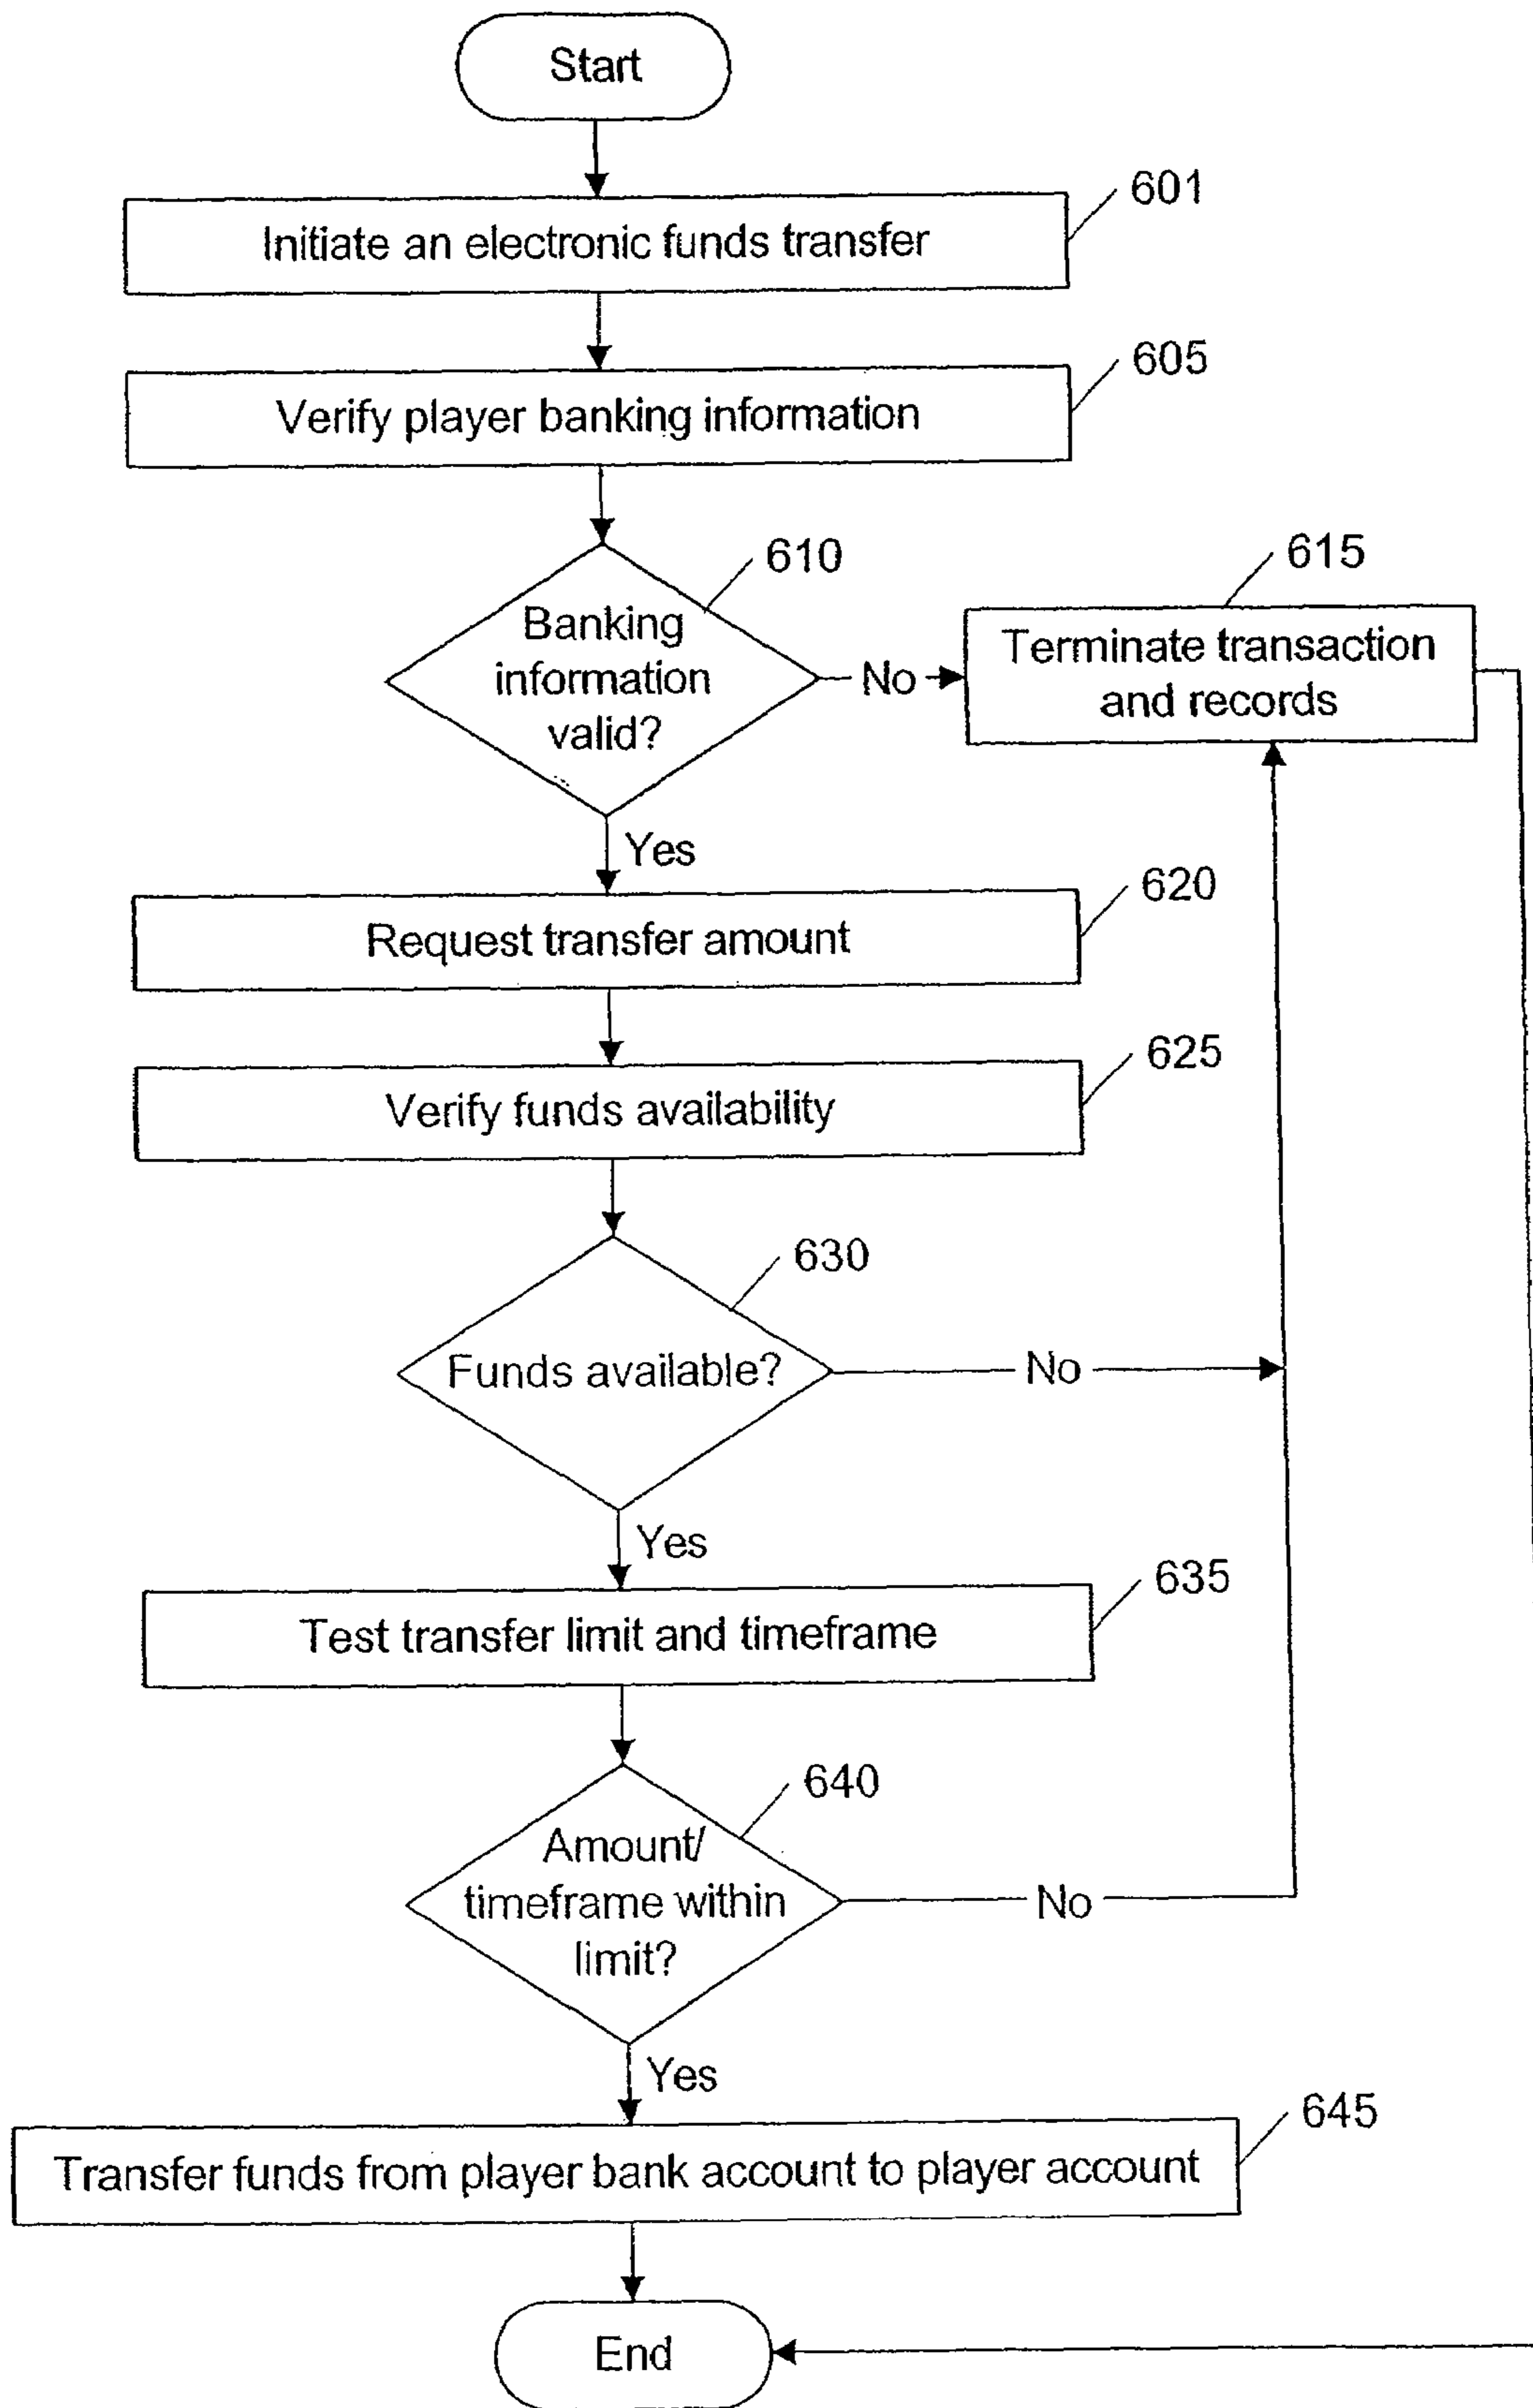 Start
601
Initiate an electronic funds transfer
605
Verify player banking information
610
Banking
information
valid?
No
615
Terminate transaction
and records
Yes
620
Request transfer amount
625
Verify funds availability
630
Funds available?
No
Yes
635
Test transfer limit and timeframe
640
Amount/
timeframe within
limit?
No
Yes
645
Transfer funds from player bank account to player account
End